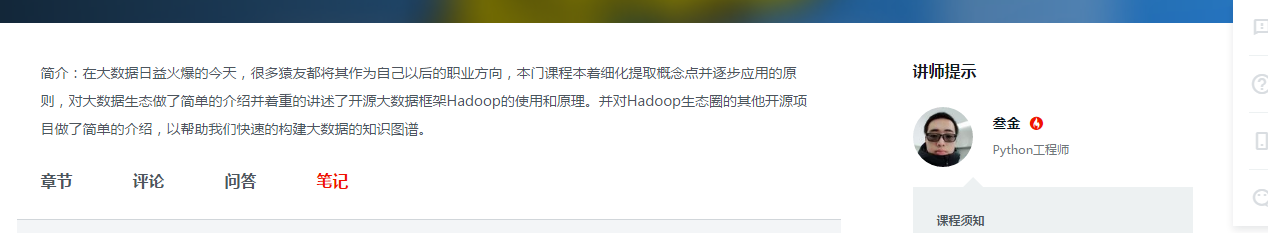 简介：在大数据日益火爆的今天，很多猿友都将其作为自己以后的职业方向，本门课程本着细化提取概念点并逐步应用的原
则，对大数据生态做了简单的介绍并着重的讲述了开源大数据框架Hadoop的使用和原理。并对Hadoop生态圈的其他开源项
目做了简单的介绍，以帮助我们快速的构建大数据的知识图谱。
章节 评论 问答 笔记
讲师提示
叁金
Python工程师
课程须知